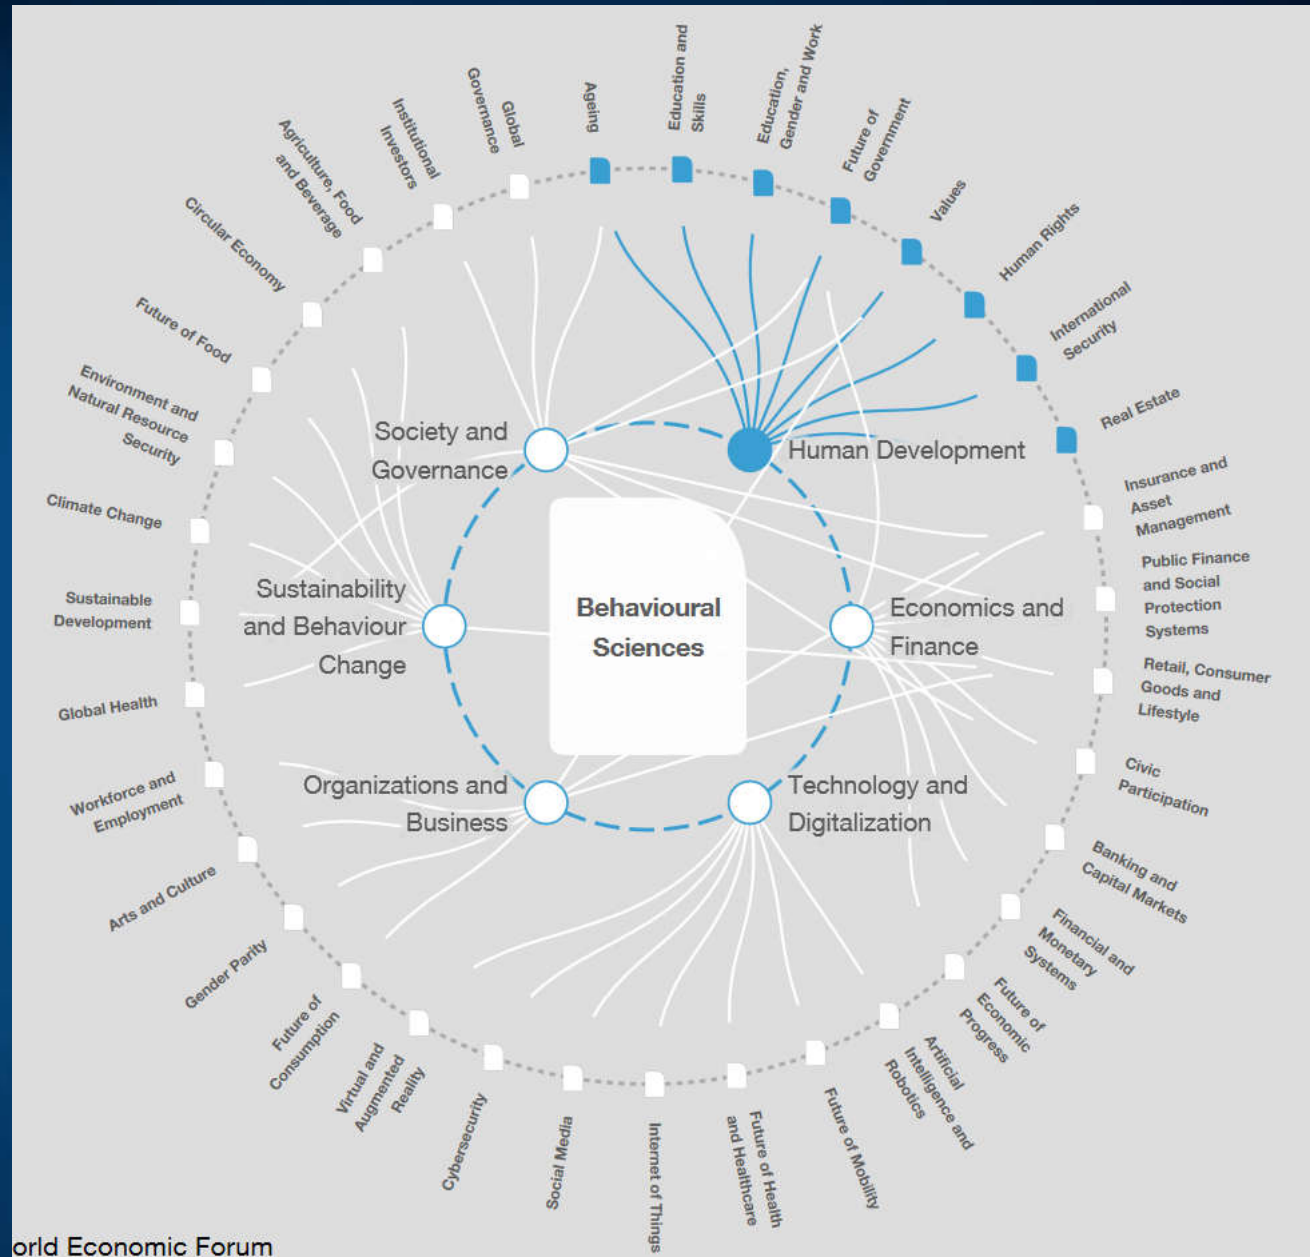 Ageing
Education and
Skills
Education,
Gender and Work
Future of
Government
Values
Human Rights
International
Security
Real Estate
Insurance and
Asset
Management
Public Finance
and Social
Protection
Systems
Retail, Consumer
Goods and
Lifestyle
Civic
Participation
Banking and
Capital Markets
Financial and
Monetary
Systems
Future of
Economic
Progress
Artificial
Intelligence and
Robotics
Future of Mobility
Future of Health
and Healthcare
Internet of Things
Social Media
Cybersecurity
Virtual and
Augmented
Reality
Future of
Consumption
Gender Parity
Arts and Culture
Workforce and
Employment
Global Health
Sustainable
Development
Climate Change
Environment and
Natural Resource
Security
Future of Food
Circular Economy
Agriculture, Food
and Beverage
Institutional
Investors
Global
Governance
Society and
Governance
Human Development
Sustainability
and Behaviour
Change
Behavioural
Sciences
Economics and
Finance
Organizations and
Business
Technology and
Digitalization
orld Economic Forum